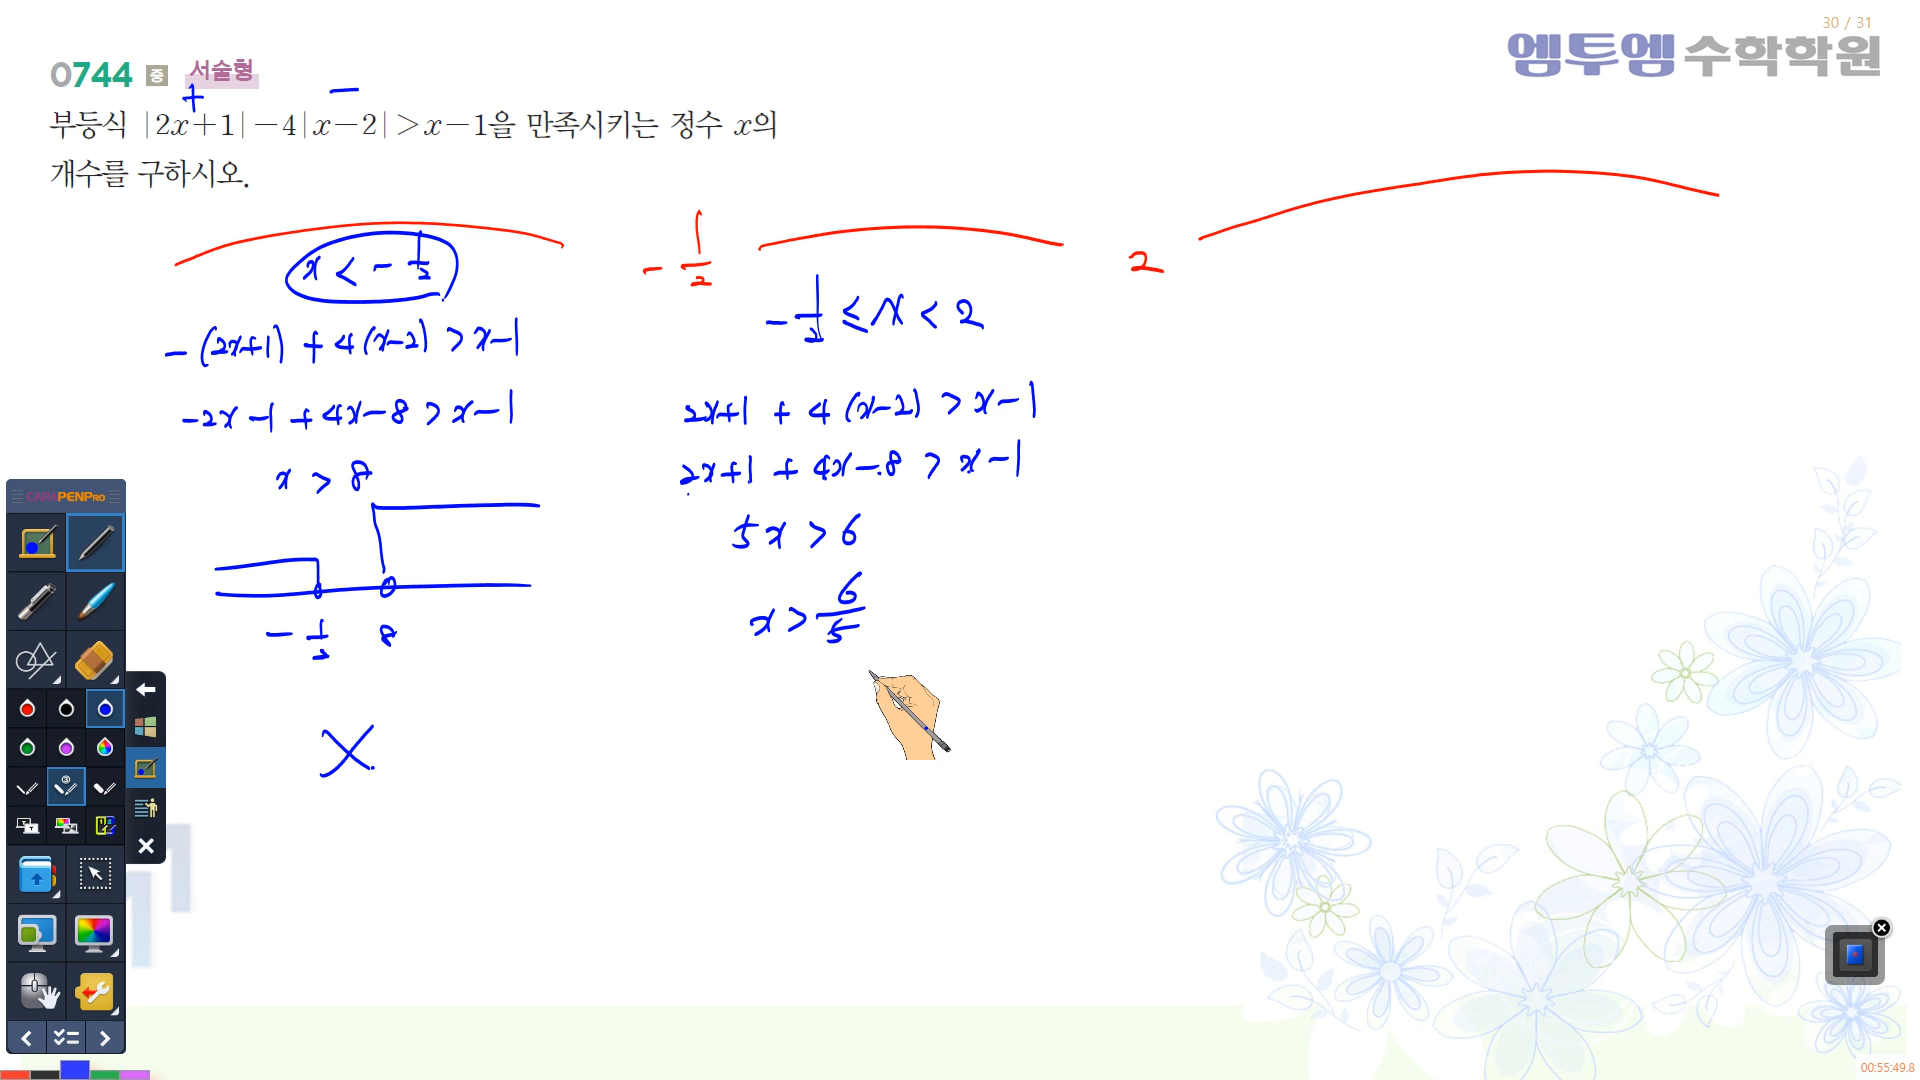 30 / 31
엠투엠 수학학원
0744 중 서술형
+ −
부등식 |2x+1|−4|x−2|>x−1을 만족시키는 정수 x의
개수를 구하시오.
x < −1/2
−(2x+1) + 4(x−2) > x−1
−2x −1 + 4x−8 > x−1
x > 8
−1/2 8
X
−1/2
−1/2 ≤ x < 2
2x+1 + 4(x−2) > x−1
2x+1 + 4x−8 > x−1
5x > 6
x > 6/5
2
CARAPENPRO
00:55:49.8